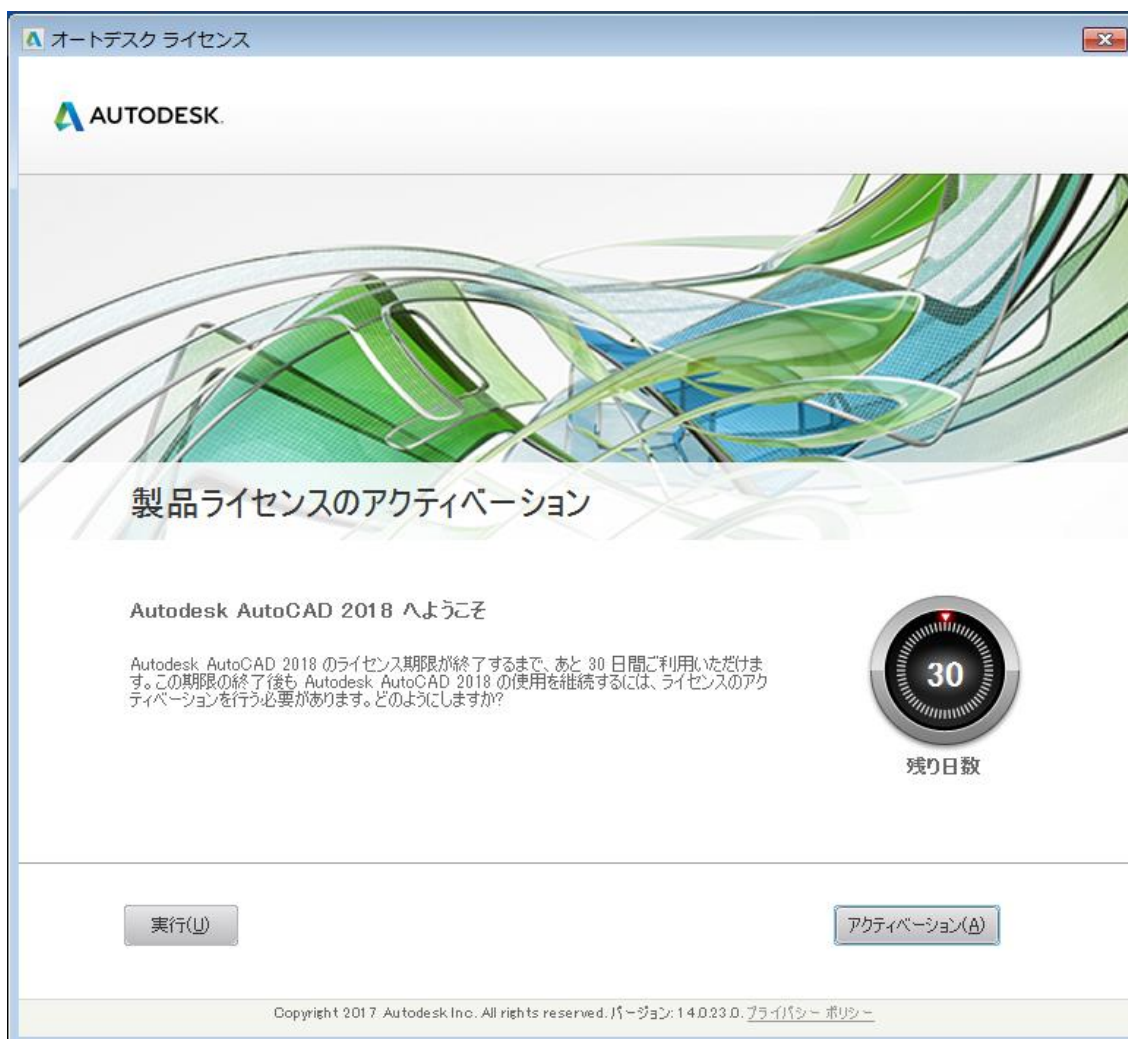 オートデスク ライセンス
AUTODESK.
製品ライセンスのアクティベーション
Autodesk AutoCAD 2018 へようこそ
Autodesk AutoCAD 2018 のライセンス期限が終了するまで、あと 30 日間ご利用いただけま
す。この期限の終了後も Autodesk AutoCAD 2018 の使用を継続するには、ライセンスのアク
ティベーションを行う必要があります。どのようにしますか?
30
残り日数
実行(U)
アクティベーション(A)
Copyright 2017 Autodesk Inc. All rights reserved. バージョン: 14.0.23.0. プライバシー ポリシー